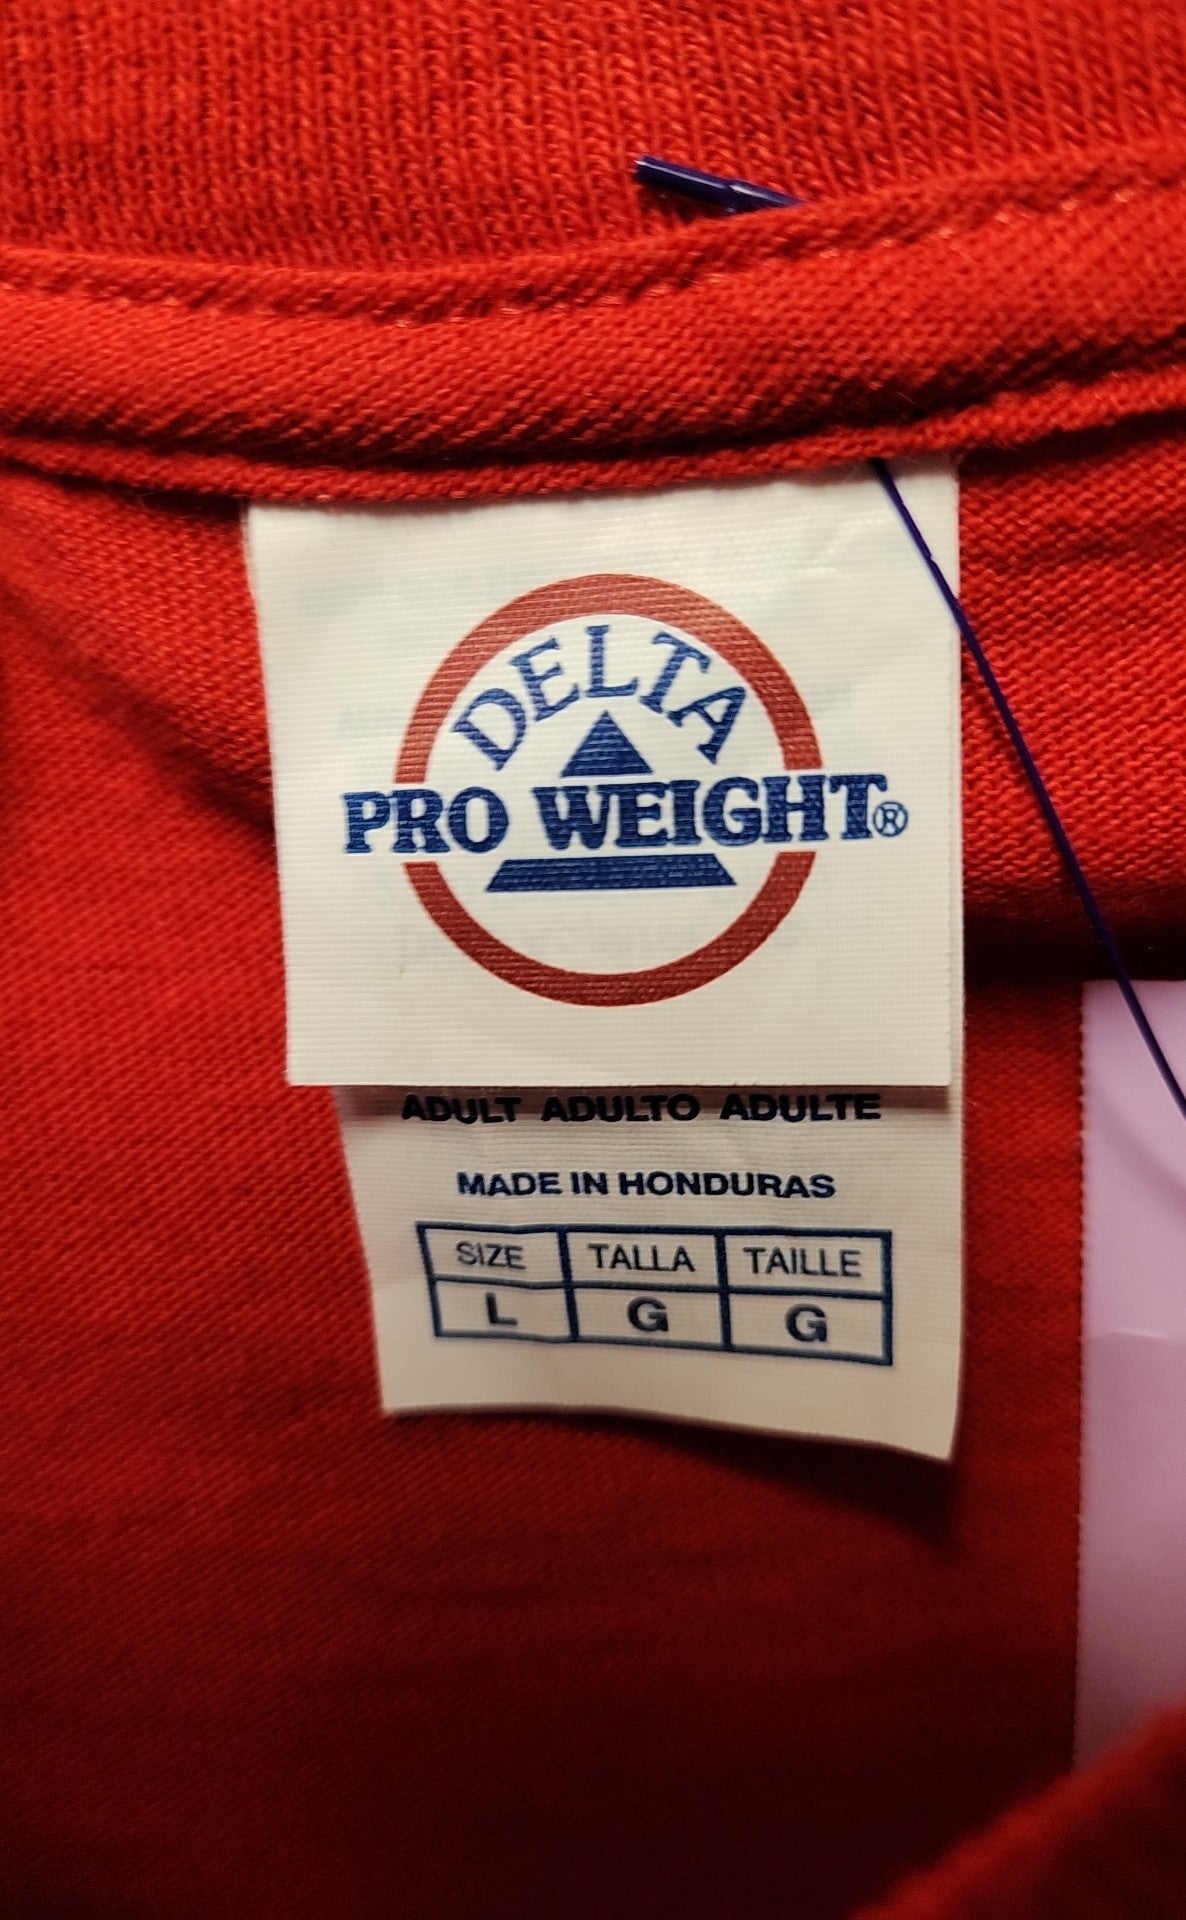 DELTA
PRO WEIGHT®
ADULT ADULTO ADULTE
MADE IN HONDURAS
SIZE TALLA TAILLE
L G G